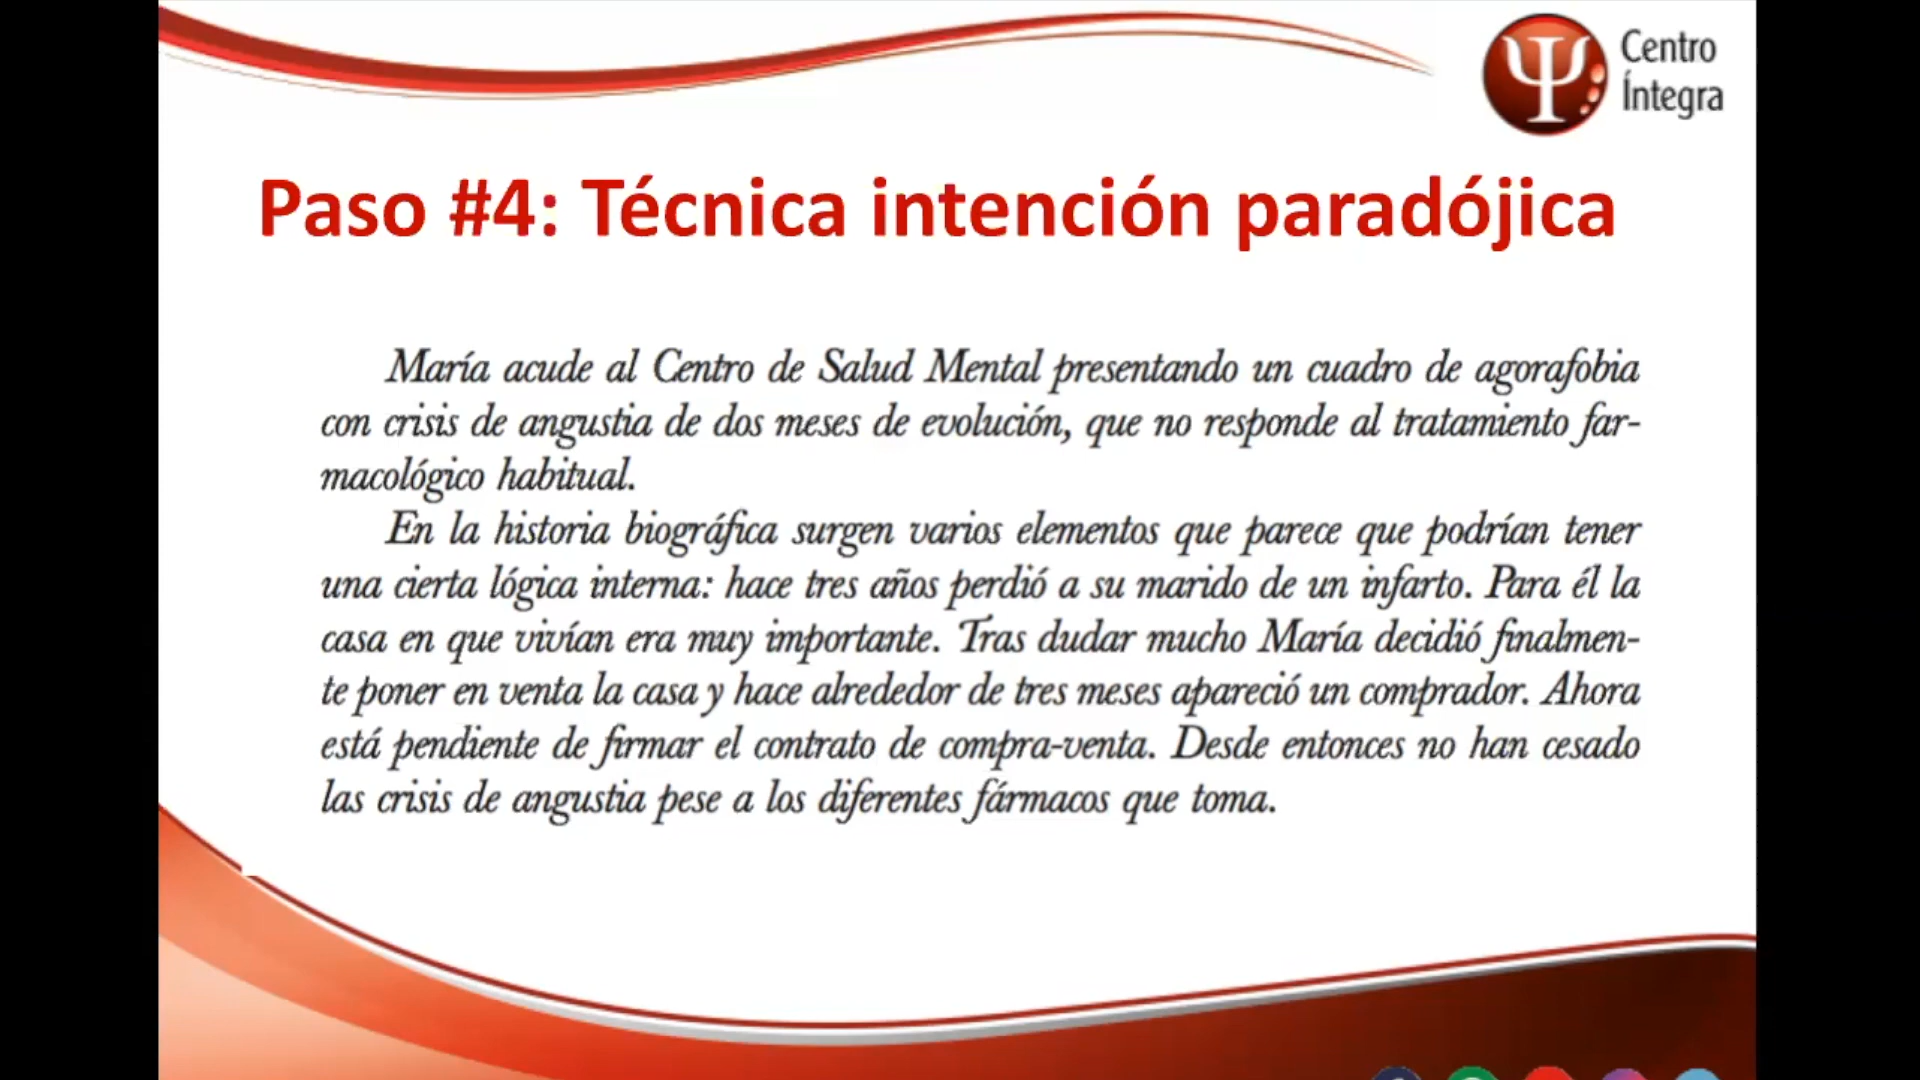 Centro
Íntegra
Paso #4: Técnica intención paradójica
María acude al Centro de Salud Mental presentando un cuadro de agorafobia
con crisis de angustia de dos meses de evolución, que no responde al tratamiento far-
macológico habitual.
En la historia biográfica surgen varios elementos que parece que podrían tener
una cierta lógica interna: hace tres años perdió a su marido de un infarto. Para él la
casa en que vivían era muy importante. Tras dudar mucho María decidió finalmen-
te poner en venta la casa y hace alrededor de tres meses apareció un comprador. Ahora
está pendiente de firmar el contrato de compra-venta. Desde entonces no han cesado
las crisis de angustia pese a los diferentes fármacos que toma.